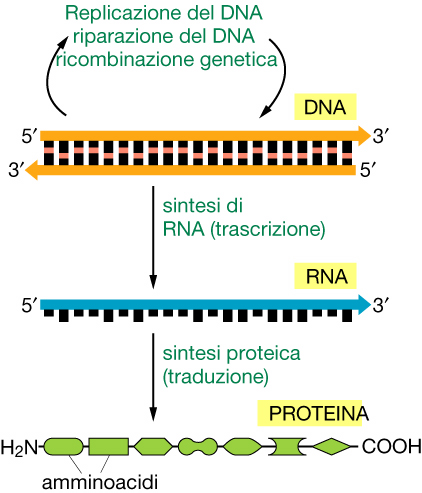 Replicazione del DNA
riparazione del DNA
ricombinazione genetica
DNA
5′ 3′
3′ 5′
sintesi di
RNA (trascrizione)
RNA
5′ 3′
sintesi proteica
(traduzione)
PROTEINA
H₂N COOH
amminoacidi